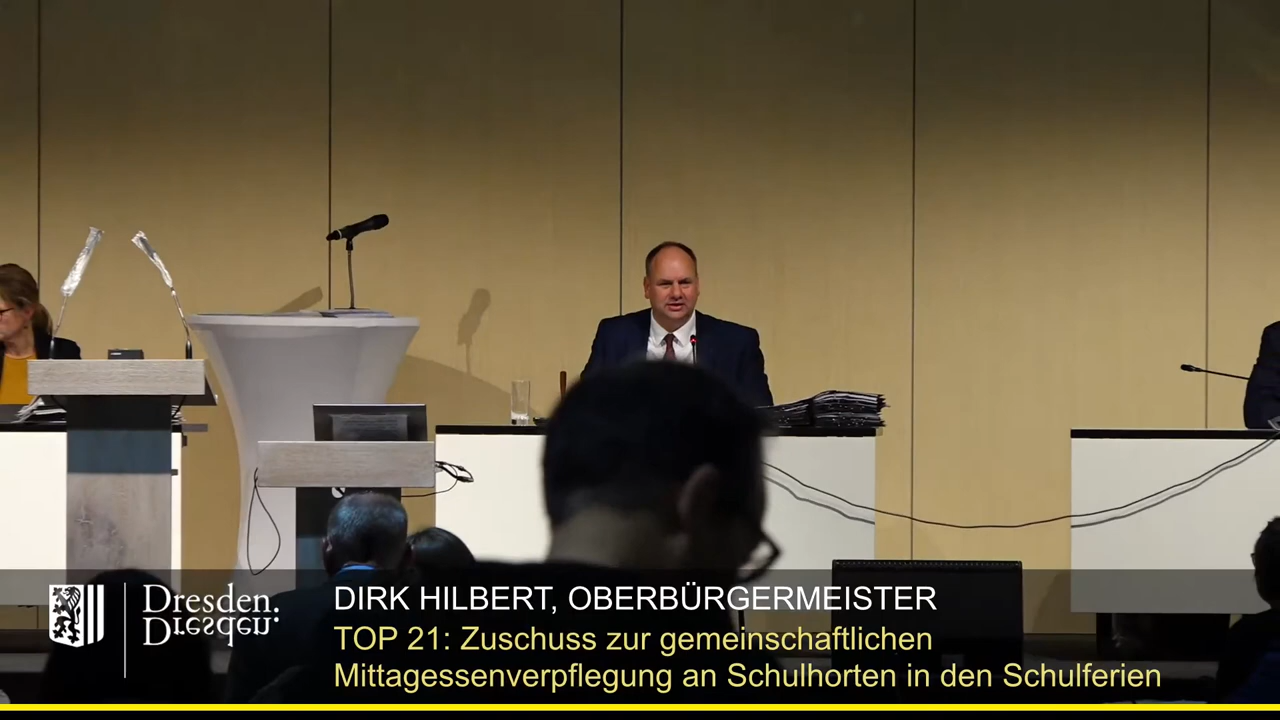 Dresden.
Dresden.
DIRK HILBERT, OBERBÜRGERMEISTER
TOP 21: Zuschuss zur gemeinschaftlichen
Mittagessenverpflegung an Schulhorten in den Schulferien